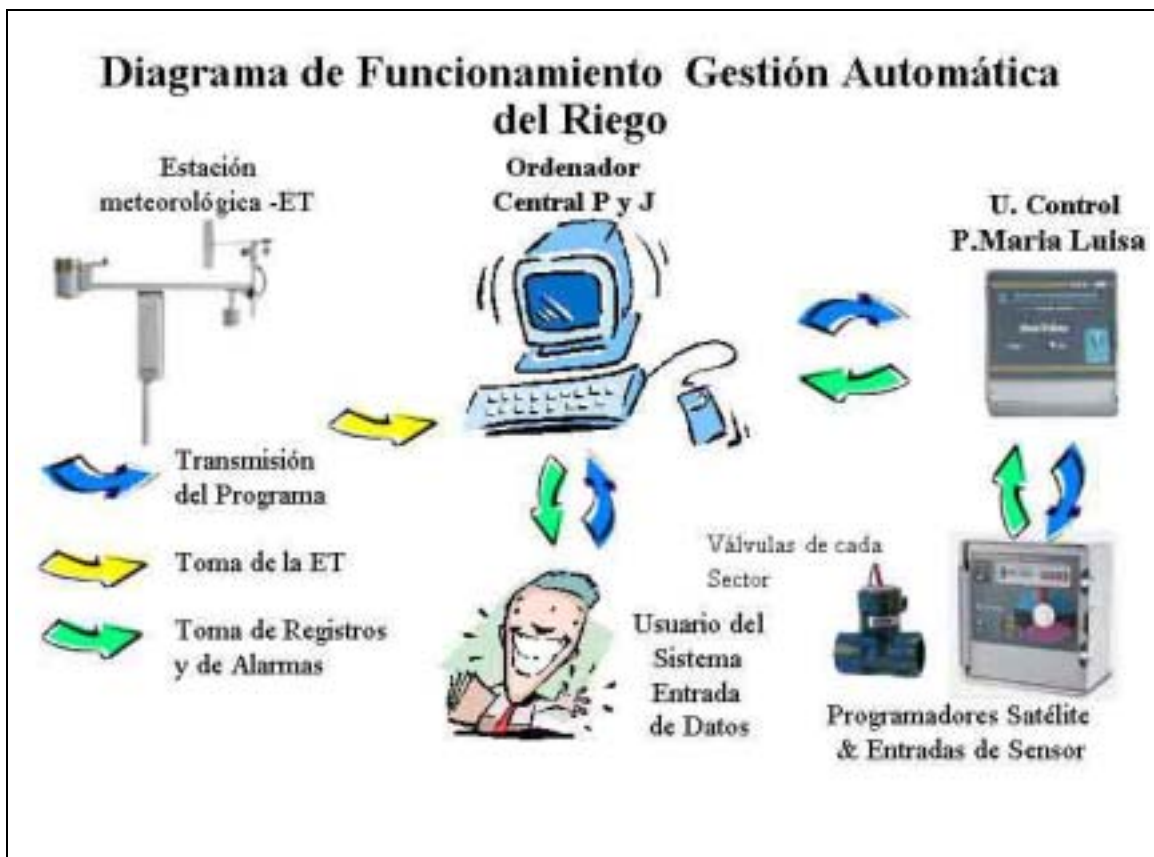 Diagrama de Funcionamiento Gestión Automática
del Riego
Estación
meteorológica -ET
Ordenador
Central P y J
U. Control
P.Maria Luisa
Transmisión
del Programa
Toma de la ET
Toma de Registros
y de Alarmas
Válvulas de cada
Sector
Usuario del
Sistema
Entrada
de Datos
Programadores Satélite
& Entradas de Sensor